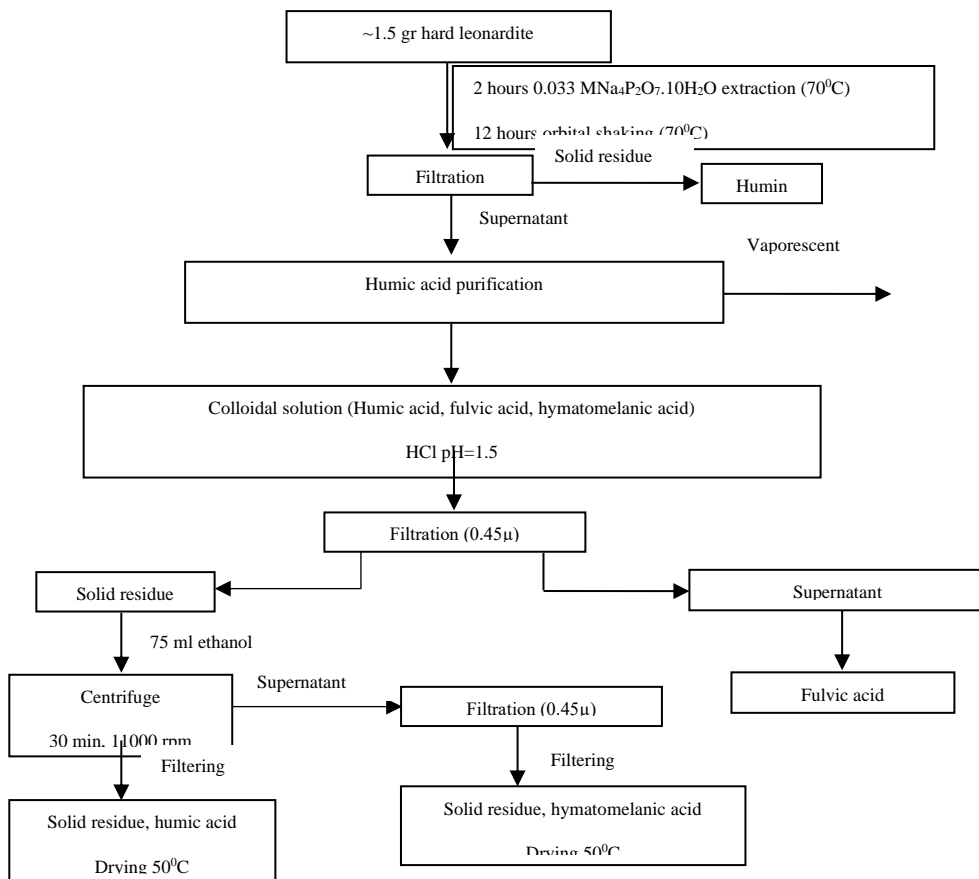 ~1.5 gr hard leonardite
2 hours 0.033 MNa₄P₂O₇.10H₂O extraction (70⁰C)
12 hours orbital shaking (70⁰C)
Solid residue
Filtration
Humin
Supernatant
Vaporescent
Humic acid purification
Colloidal solution (Humic acid, fulvic acid, hymatomelanic acid)
HCl pH=1.5
Filtration (0.45µ)
Solid residue
Supernatant
75 ml ethanol
Centrifuge
30 min, 11000 rpm
Supernatant
Filtration (0.45µ)
Fulvic acid
Filtering
Filtering
Solid residue, humic acid
Drying 50⁰C
Solid residue, hymatomelanic acid
Drying 50⁰C